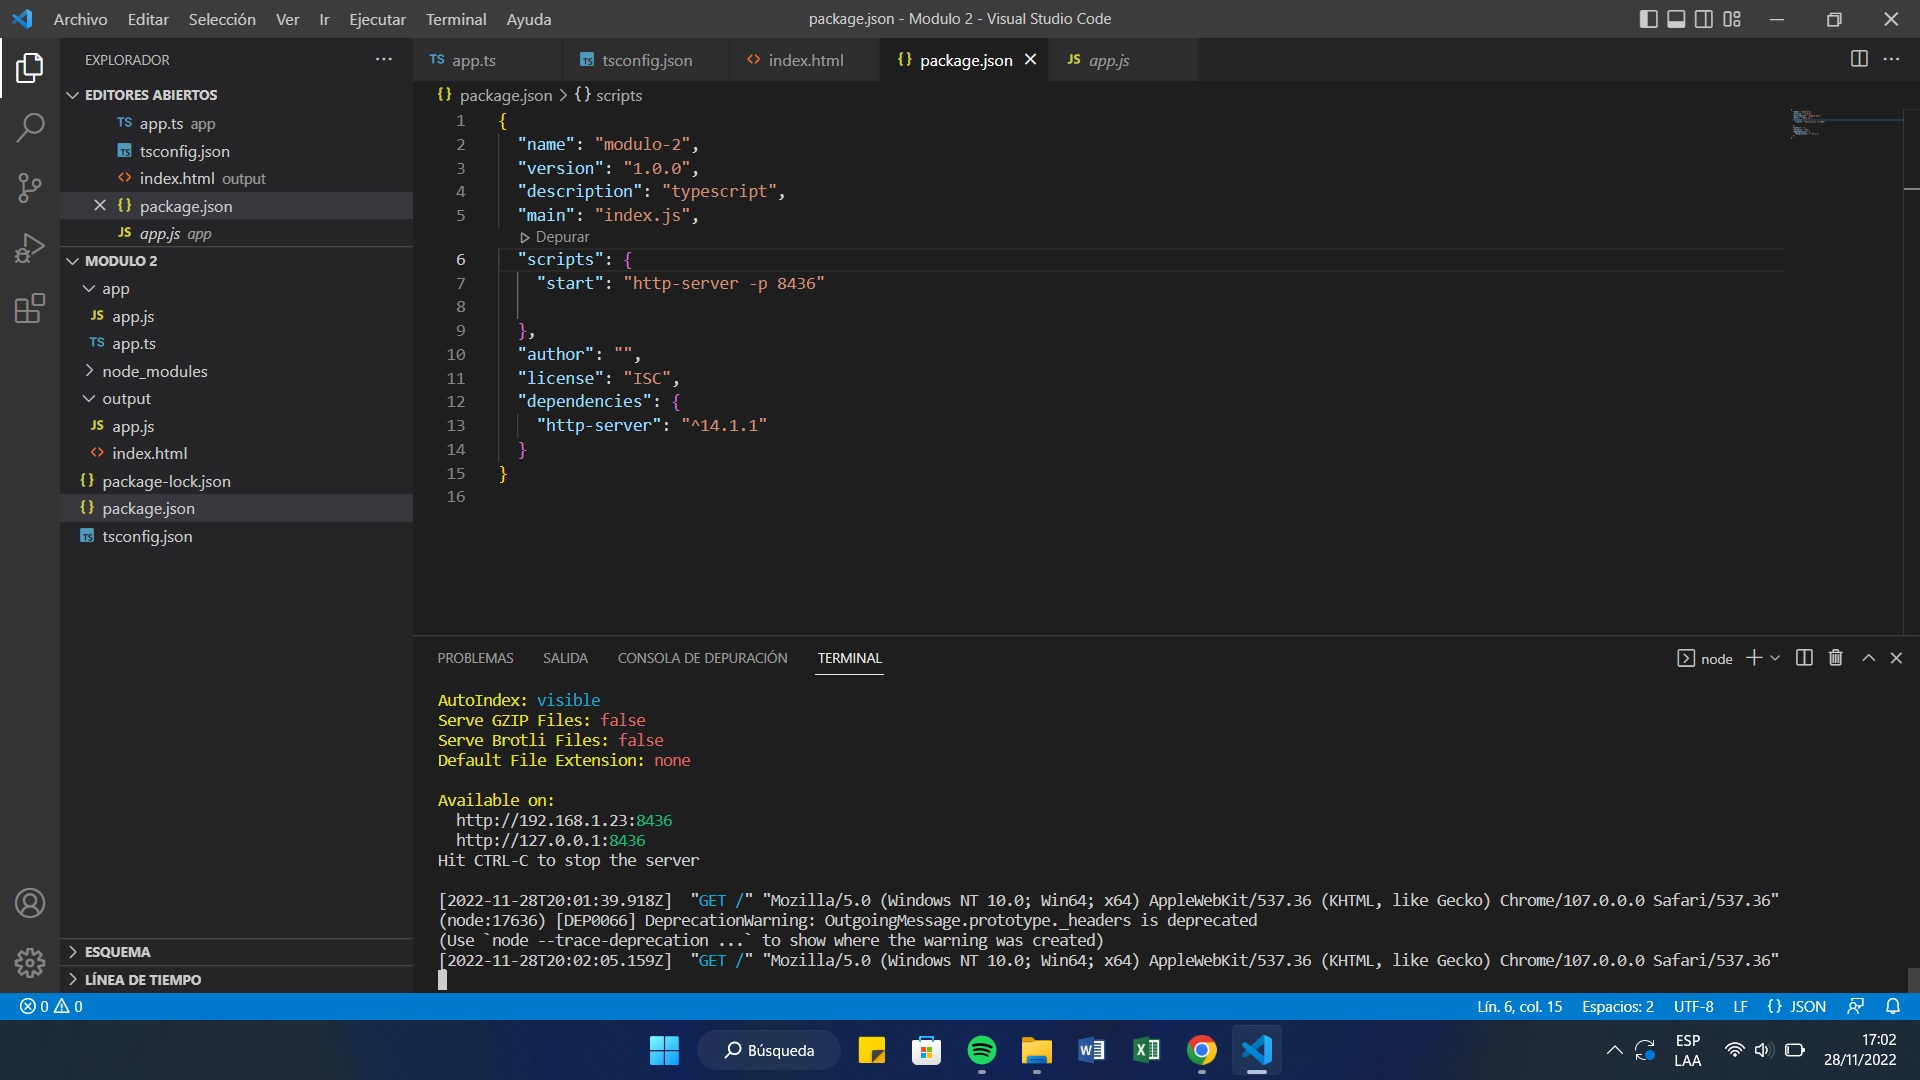 Archivo Editar Selección Ver Ir Ejecutar Terminal Ayuda
package.json - Modulo 2 - Visual Studio Code
EXPLORADOR
EDITORES ABIERTOS
TS app.ts app
TS tsconfig.json
<> index.html output
{} package.json
JS app.js app
MODULO 2
app
JS app.js
TS app.ts
node_modules
output
JS app.js
<> index.html
{} package-lock.json
{} package.json
TS tsconfig.json
ESQUEMA
LÍNEA DE TIEMPO
TS app.ts TS tsconfig.json <> index.html {} package.json JS app.js
{} package.json > {} scripts
1 {
2 "name": "modulo-2",
3 "version": "1.0.0",
4 "description": "typescript",
5 "main": "index.js",
Depurar
6 "scripts": {
7 "start": "http-server -p 8436"
8
9 },
10 "author": "",
11 "license": "ISC",
12 "dependencies": {
13 "http-server": "^14.1.1"
14 }
15 }
16
PROBLEMAS SALIDA CONSOLA DE DEPURACIÓN TERMINAL
node
AutoIndex: visible
Serve GZIP Files: false
Serve Brotli Files: false
Default File Extension: none
Available on:
http://192.168.1.23:8436
http://127.0.0.1:8436
Hit CTRL-C to stop the server
[2022-11-28T20:01:39.918Z] "GET /" "Mozilla/5.0 (Windows NT 10.0; Win64; x64) AppleWebKit/537.36 (KHTML, like Gecko) Chrome/107.0.0.0 Safari/537.36"
(node:17636) [DEP0066] DeprecationWarning: OutgoingMessage.prototype._headers is deprecated
(Use `node --trace-deprecation ...` to show where the warning was created)
[2022-11-28T20:02:05.159Z] "GET /" "Mozilla/5.0 (Windows NT 10.0; Win64; x64) AppleWebKit/537.36 (KHTML, like Gecko) Chrome/107.0.0.0 Safari/537.36"
0 0
Lín. 6, col. 15 Espacios: 2 UTF-8 LF {} JSON
Búsqueda
ESP
LAA
17:02
28/11/2022